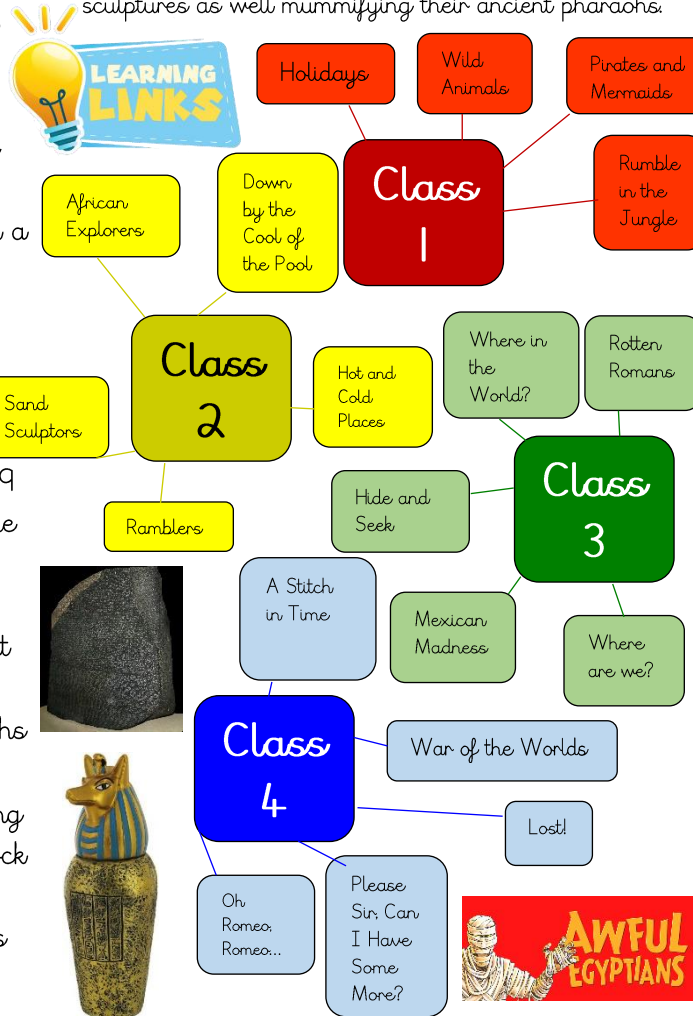 sculptures as well mummifying their ancient pharaohs.
LEARNING
LINKS
Holidays
Wild
Animals
Pirates and
Mermaids
Rumble
in the
Jungle
Class
1
African
Explorers
Down
by the
Cool of
the Pool
a
Class
2
Hot and
Cold
Places
Sand
Sculptors
Ramblers
Where in
the
World?
Rotten
Romans
Class
3
Hide and
Seek
Mexican
Madness
Where
are we?
A Stitch
in Time
Class
4
War of the Worlds
Lost!
Oh
Romeo,
Romeo...
Please
Sir, Can
I Have
Some
More?
AWFUL
EGYPTIANS